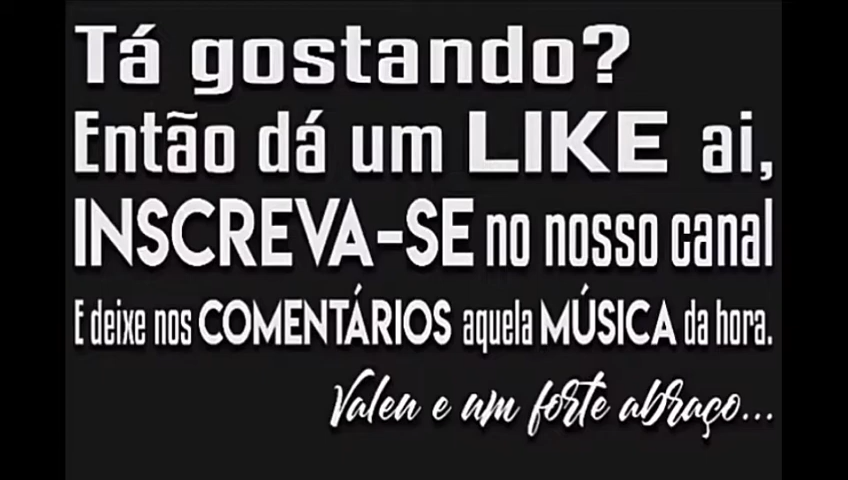 Tá gostando?
Então dá um LIKE ai,
INSCREVA-SE no nosso canal
E deixe nos COMENTÁRIOS aquela MÚSICA da hora.
Valeu e um forte abraço...